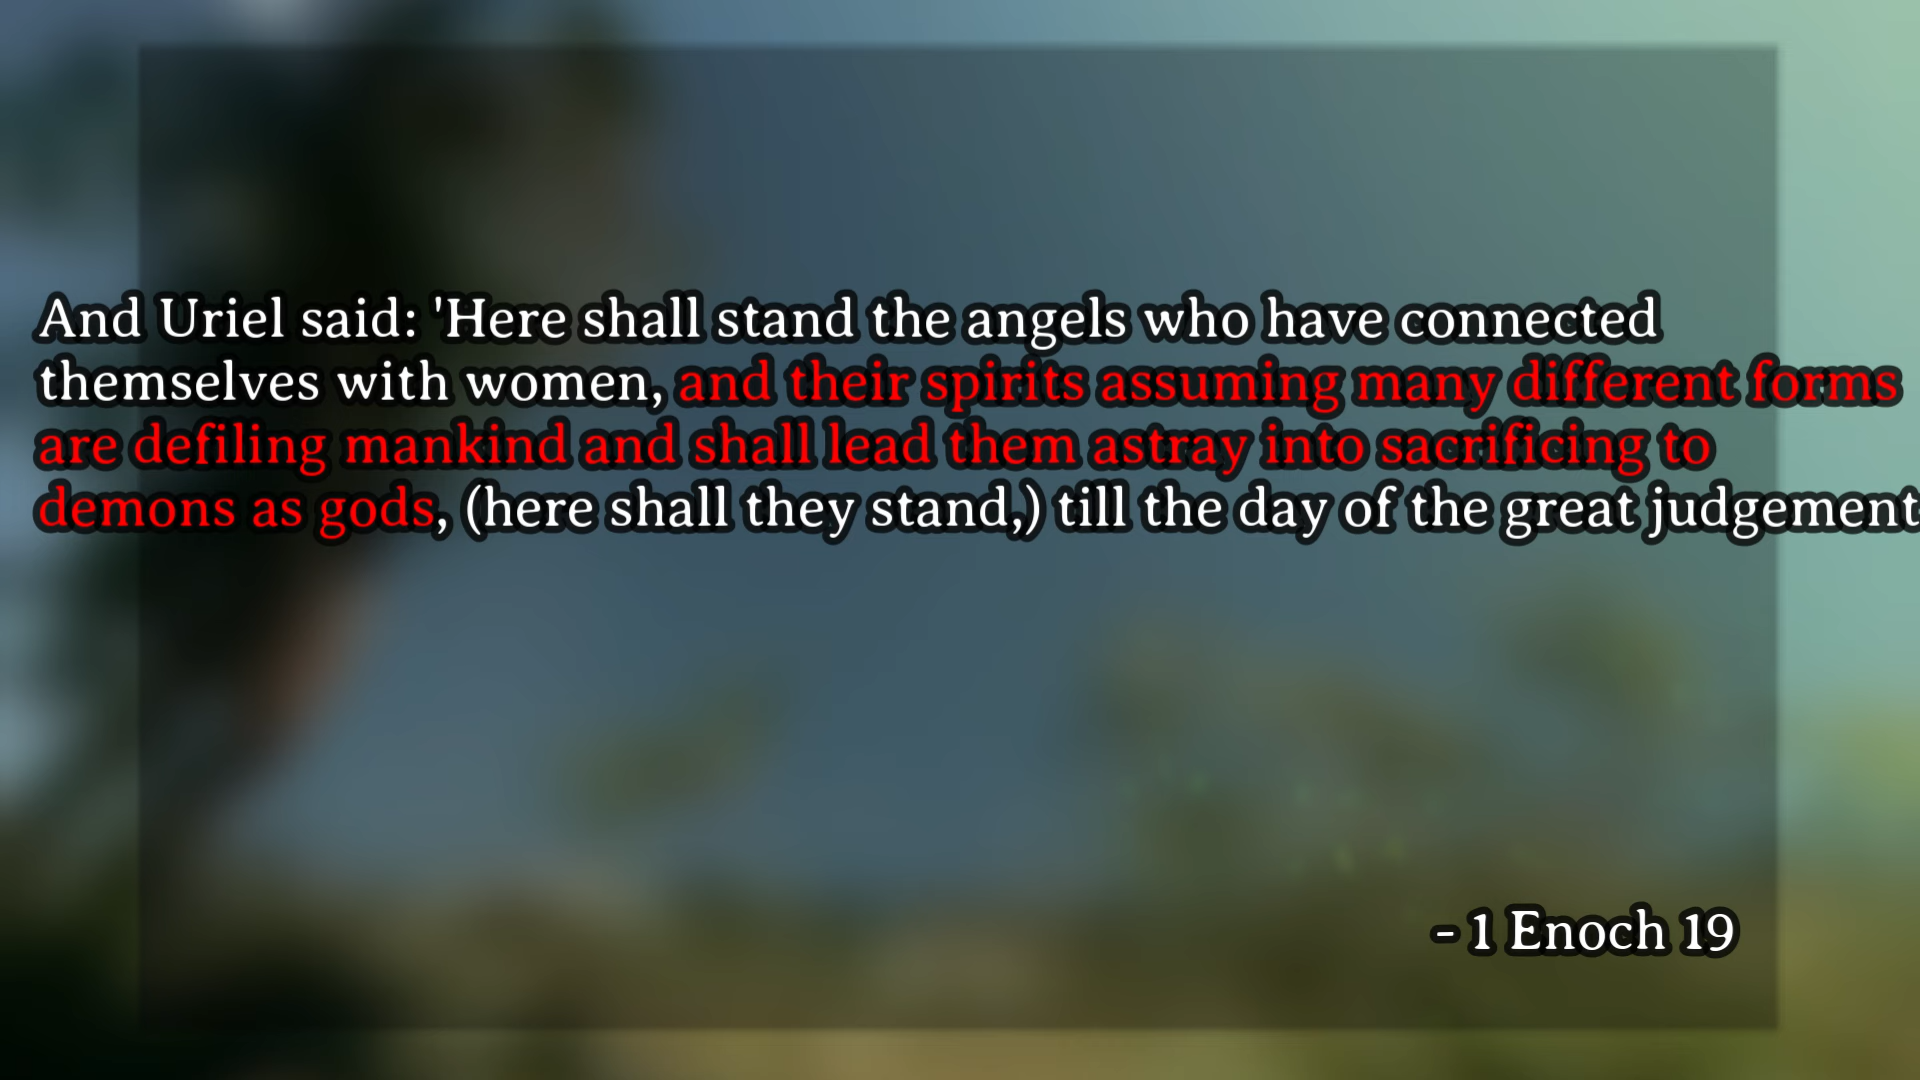 And Uriel said: 'Here shall stand the angels who have connected
themselves with women, and their spirits assuming many different forms
are defiling mankind and shall lead them astray into sacrificing to
demons as gods, (here shall they stand,) till the day of the great judgement
- 1 Enoch 19